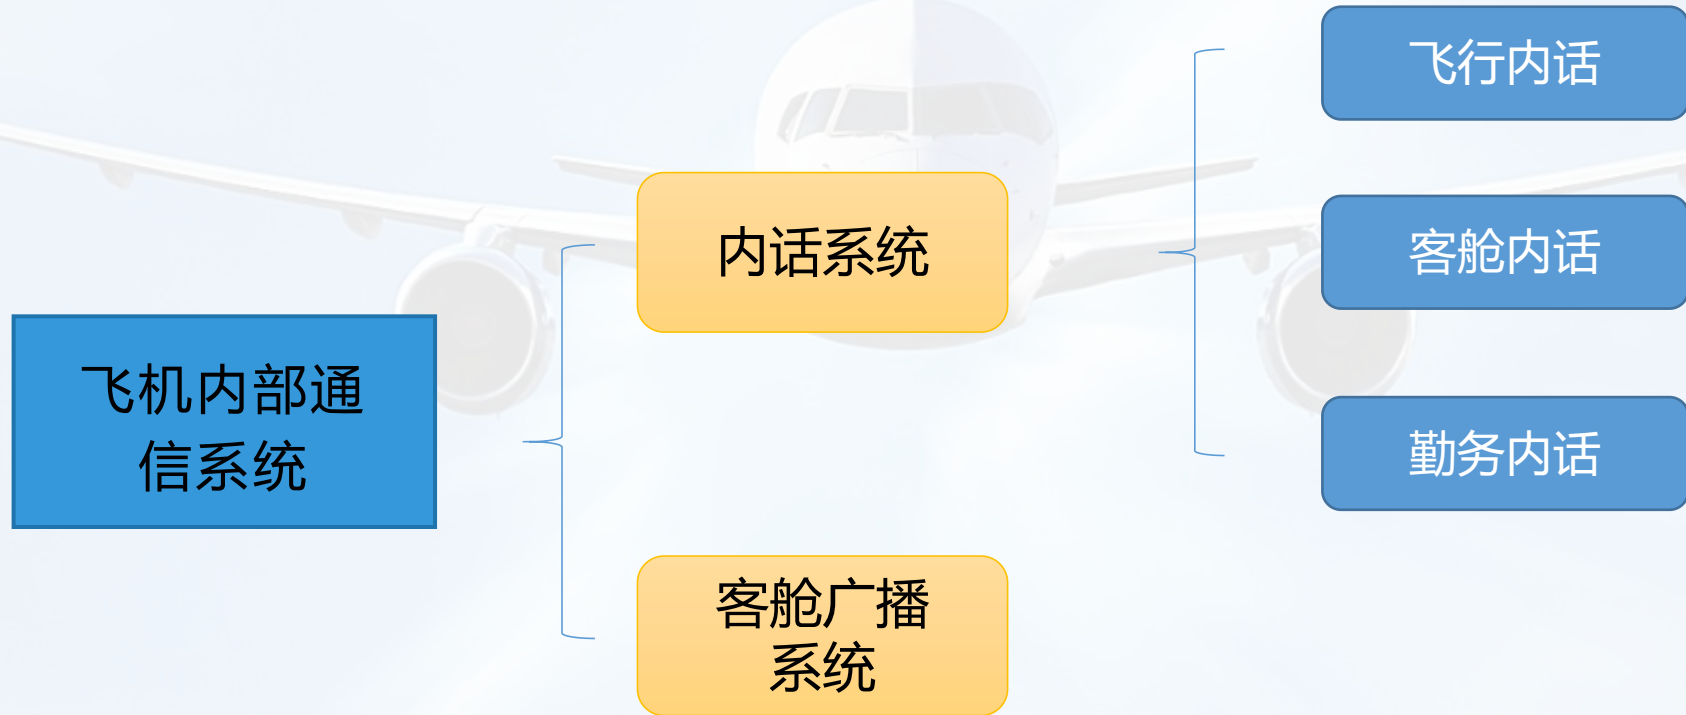 飞机内部通
信系统
内话系统
客舱广播
系统
飞行内话
客舱内话
勤务内话